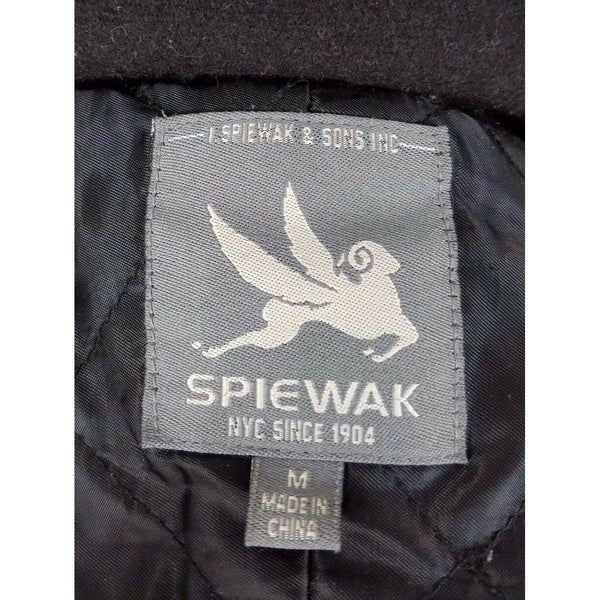 I. SPIEWAK & SONS INC
SPIEWAK
NYC SINCE 1904
M
MADE IN
CHINA